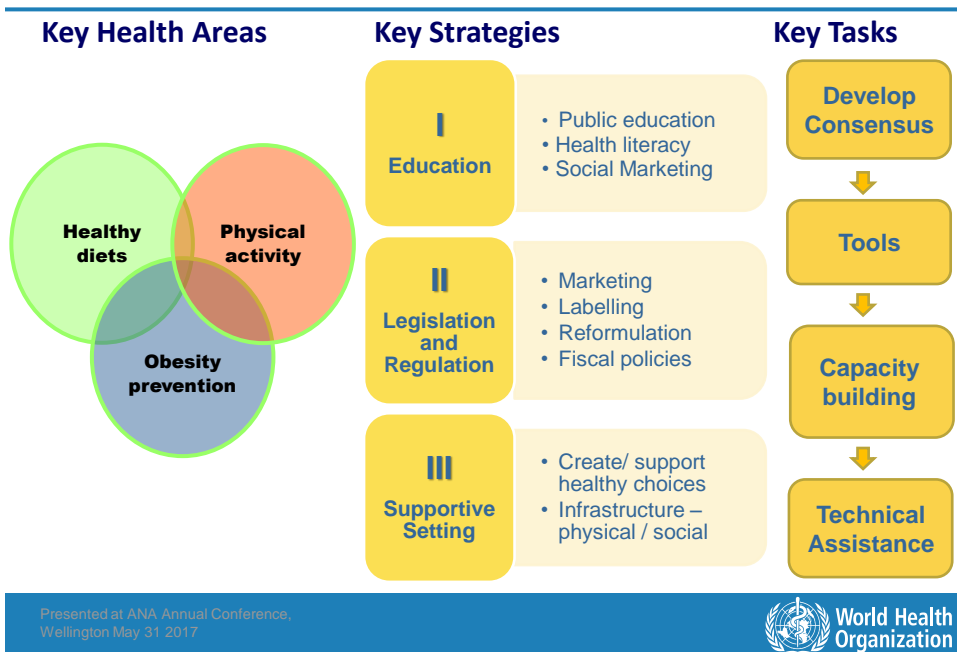 Key Health Areas
Key Strategies
Key Tasks
Healthy
diets
Physical
activity
Obesity
prevention
I
Education
• Public education
• Health literacy
• Social Marketing
II
Legislation
and
Regulation
• Marketing
• Labelling
• Reformulation
• Fiscal policies
III
Supportive
Setting
• Create/ support
healthy choices
• Infrastructure –
physical / social
Develop
Consensus
Tools
Capacity
building
Technical
Assistance
Presented at ANA Annual Conference,
Wellington May 31 2017
World Health
Organization